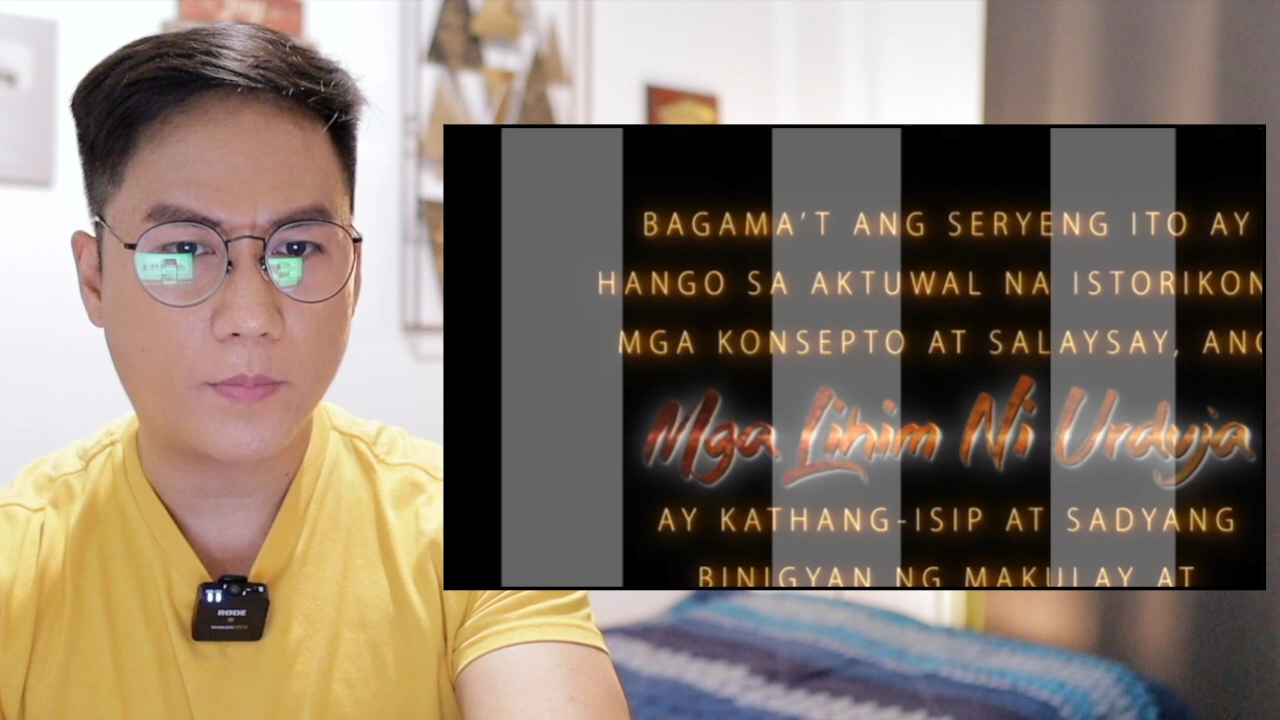 BAGAMA'T ANG SERYENG ITO AY
HANGO SA AKTUWAL NA ISTORIKON
MGA KONSEPTO AT SALAYSAY, ANG
Mga Lihim Ni Urduja
AY KATHANG-ISIP AT SADYANG
BINIGYAN NG MAKULAY AT
RODE